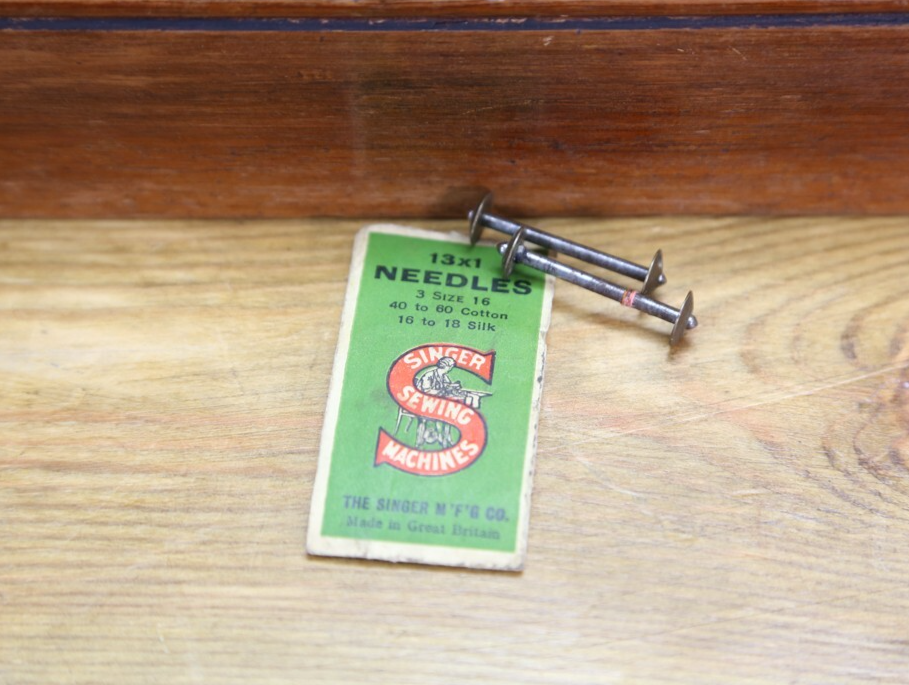 13x1
NEEDLES
3 SIZE 16
40 to 60 Cotton
16 to 18 Silk
SINGER
SEWING
MACHINES
THE SINGER M'F'G CO.
Made in Great Britain